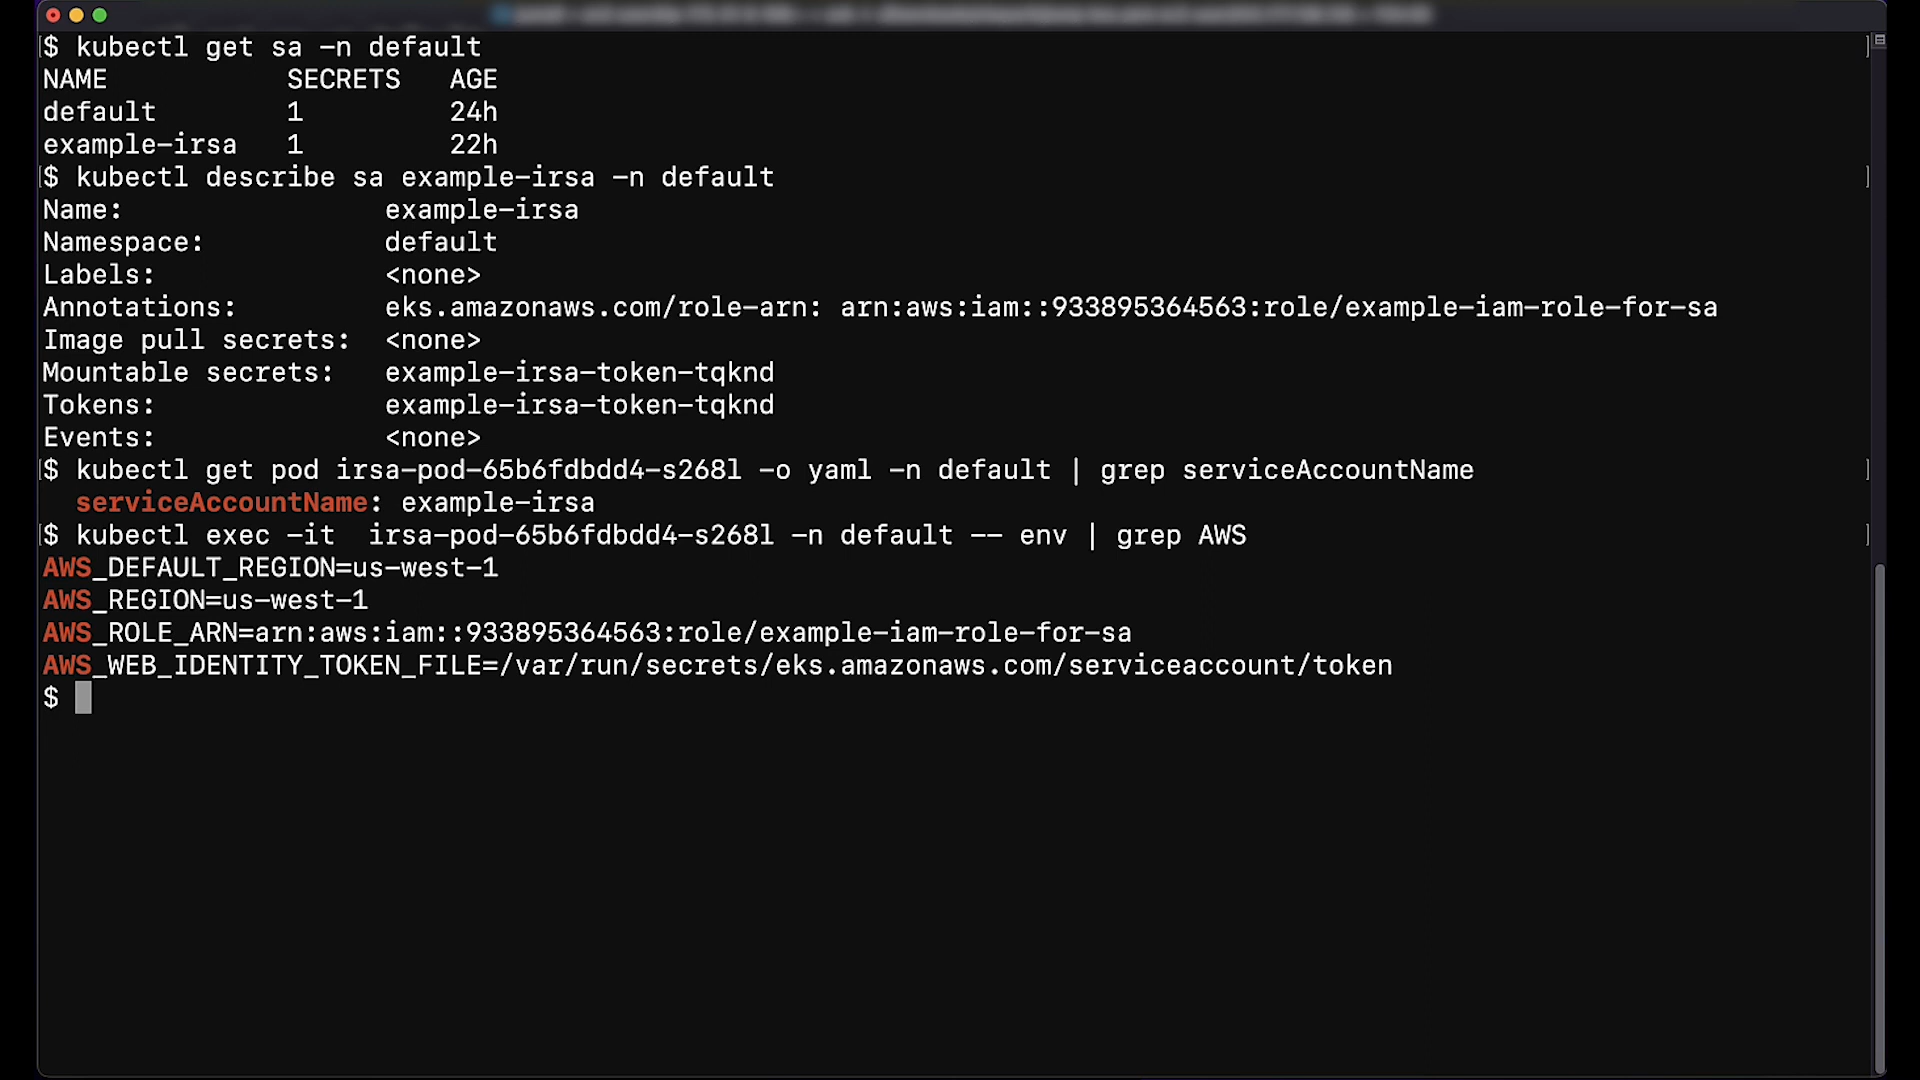 $ kubectl get sa -n default
NAME SECRETS AGE
default 1 24h
example-irsa 1 22h
$ kubectl describe sa example-irsa -n default
Name: example-irsa
Namespace: default
Labels: <none>
Annotations: eks.amazonaws.com/role-arn: arn:aws:iam::933895364563:role/example-iam-role-for-sa
Image pull secrets: <none>
Mountable secrets: example-irsa-token-tqknd
Tokens: example-irsa-token-tqknd
Events: <none>
$ kubectl get pod irsa-pod-65b6fdbdd4-s268l -o yaml -n default | grep serviceAccountName
serviceAccountName: example-irsa
$ kubectl exec -it  irsa-pod-65b6fdbdd4-s268l -n default -- env | grep AWS
AWS_DEFAULT_REGION=us-west-1
AWS_REGION=us-west-1
AWS_ROLE_ARN=arn:aws:iam::933895364563:role/example-iam-role-for-sa
AWS_WEB_IDENTITY_TOKEN_FILE=/var/run/secrets/eks.amazonaws.com/serviceaccount/token
$